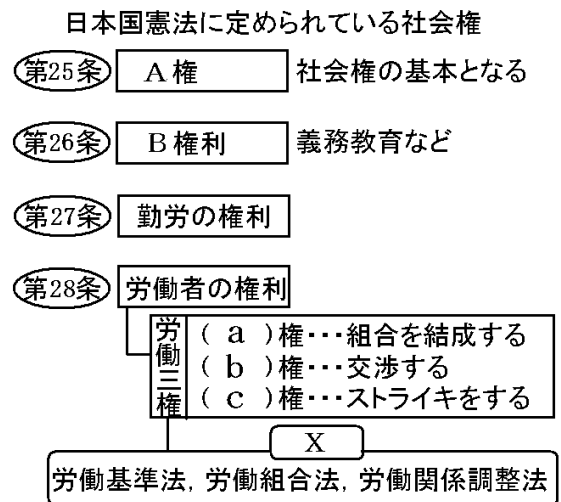 日本国憲法に定められている社会権
第25条 A権 社会権の基本となる
第26条 B権利 義務教育など
第27条 勤労の権利
第28条 労働者の権利
労働三権
( a )権･･･組合を結成する
( b )権･･･交渉する
( c )権･･･ストライキをする
X
労働基準法, 労働組合法, 労働関係調整法